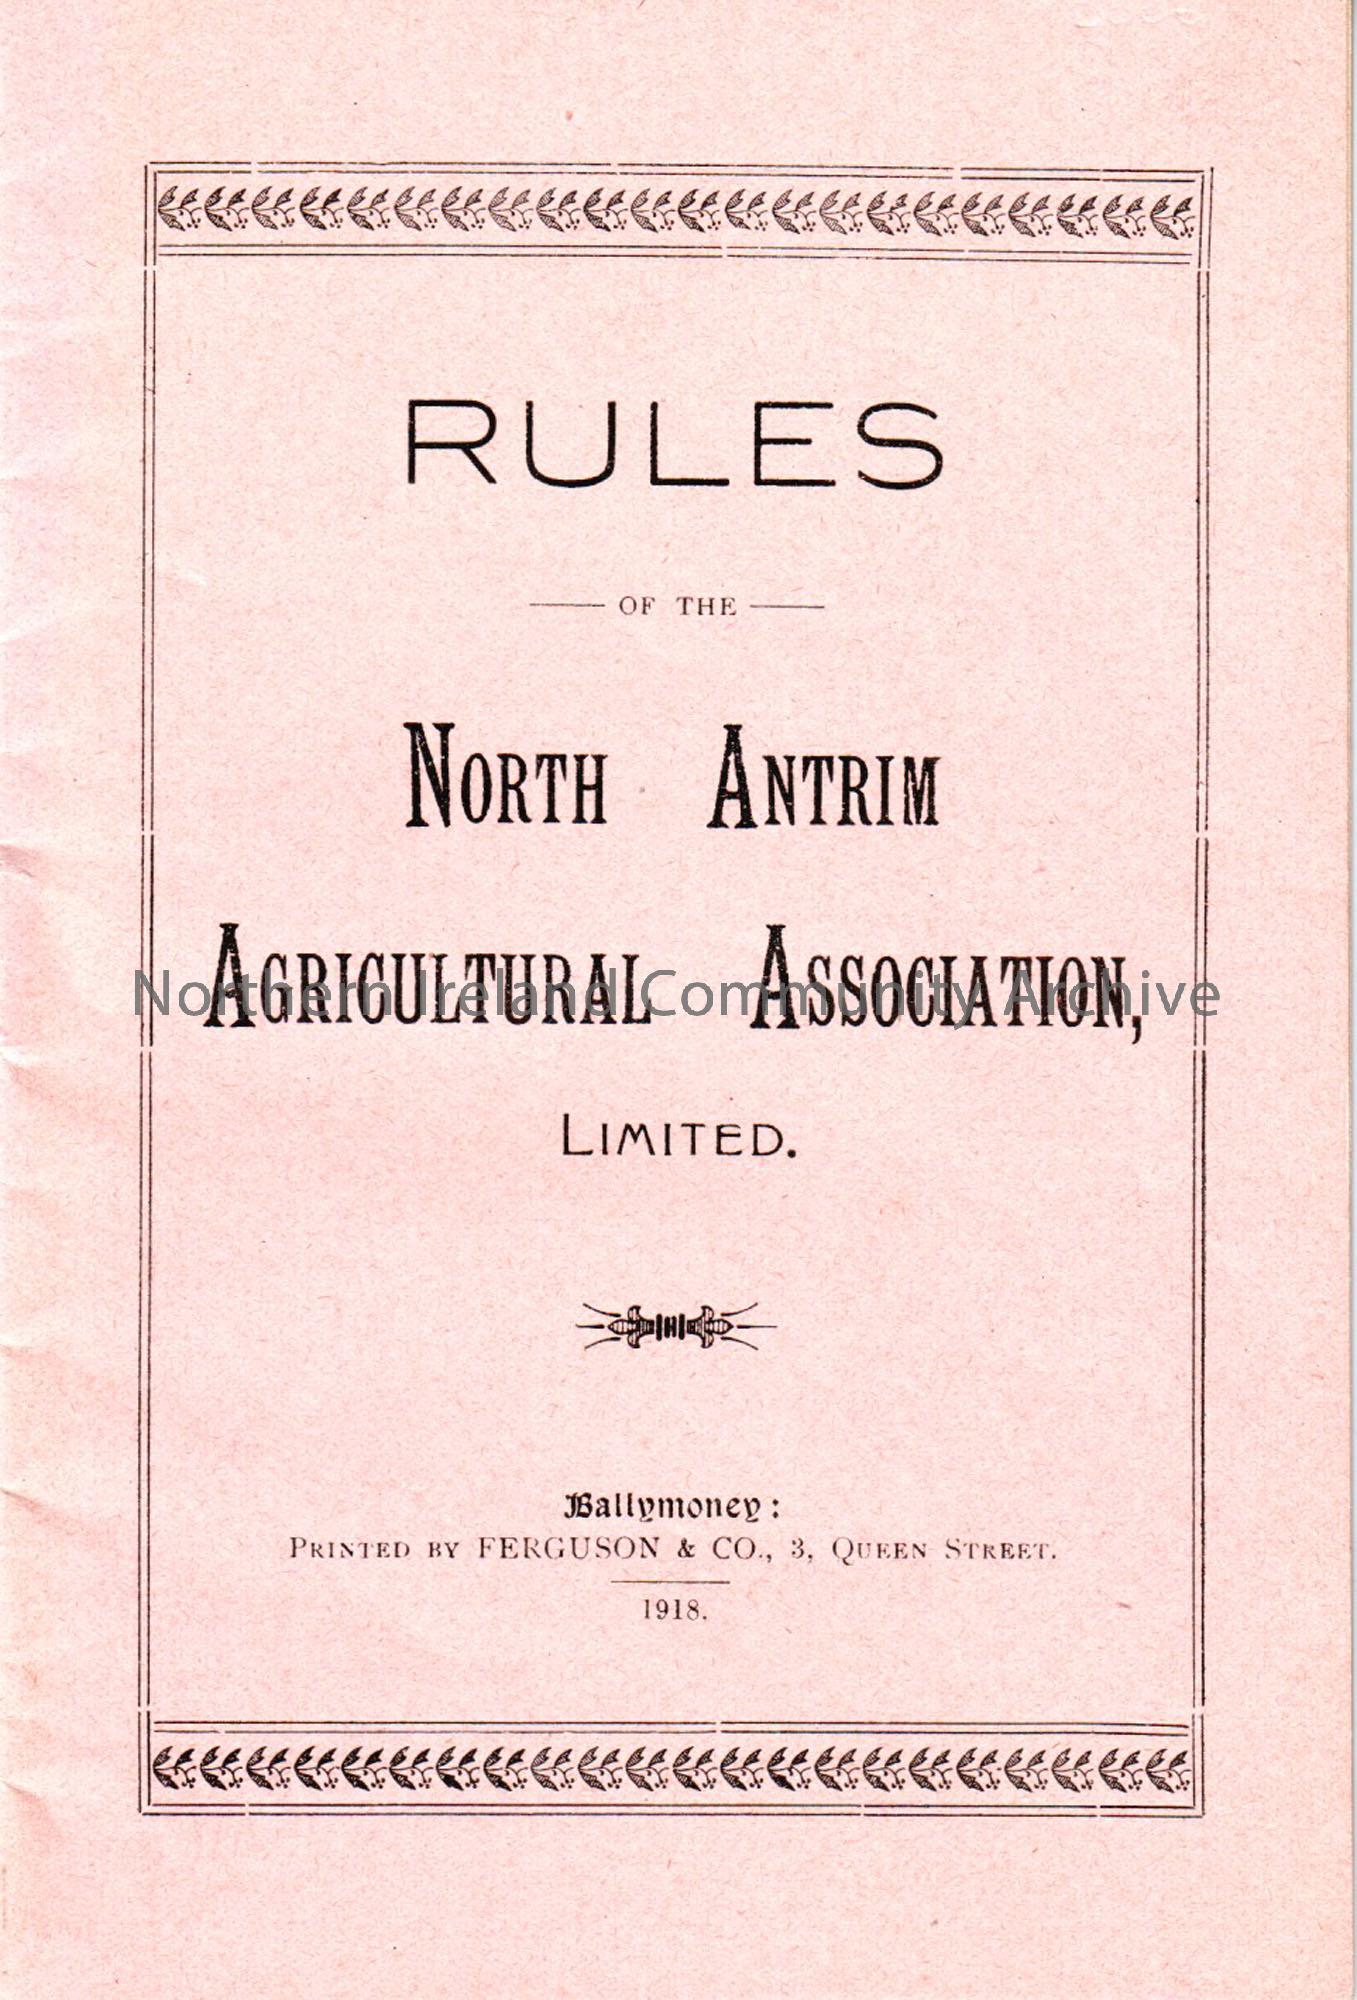 RULES
OF THE
NORTH ANTRIM
AGRICULTURAL ASSOCIATION,
Northern Ireland Community Archive
LIMITED.
Ballymoney:
PRINTED BY FERGUSON & CO., 3, QUEEN STREET.
1918.